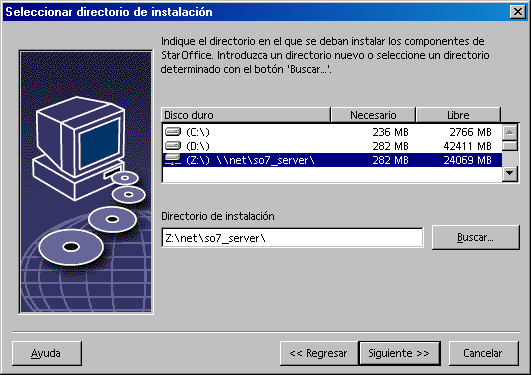 Seleccionar directorio de instalación
Indique el directorio en el que se deban instalar los componentes de
StarOffice. Introduzca un directorio nuevo o seleccione un directorio
determinado con el botón 'Buscar...'.
Disco duro Necesario Libre
(C:\) 236 MB 2766 MB
(D:\) 282 MB 42411 MB
(Z:\) \\net\so7_server\ 282 MB 24069 MB
Directorio de instalación
Z:\net\so7_server\
Buscar...
Ayuda << Regresar Siguiente >> Cancelar